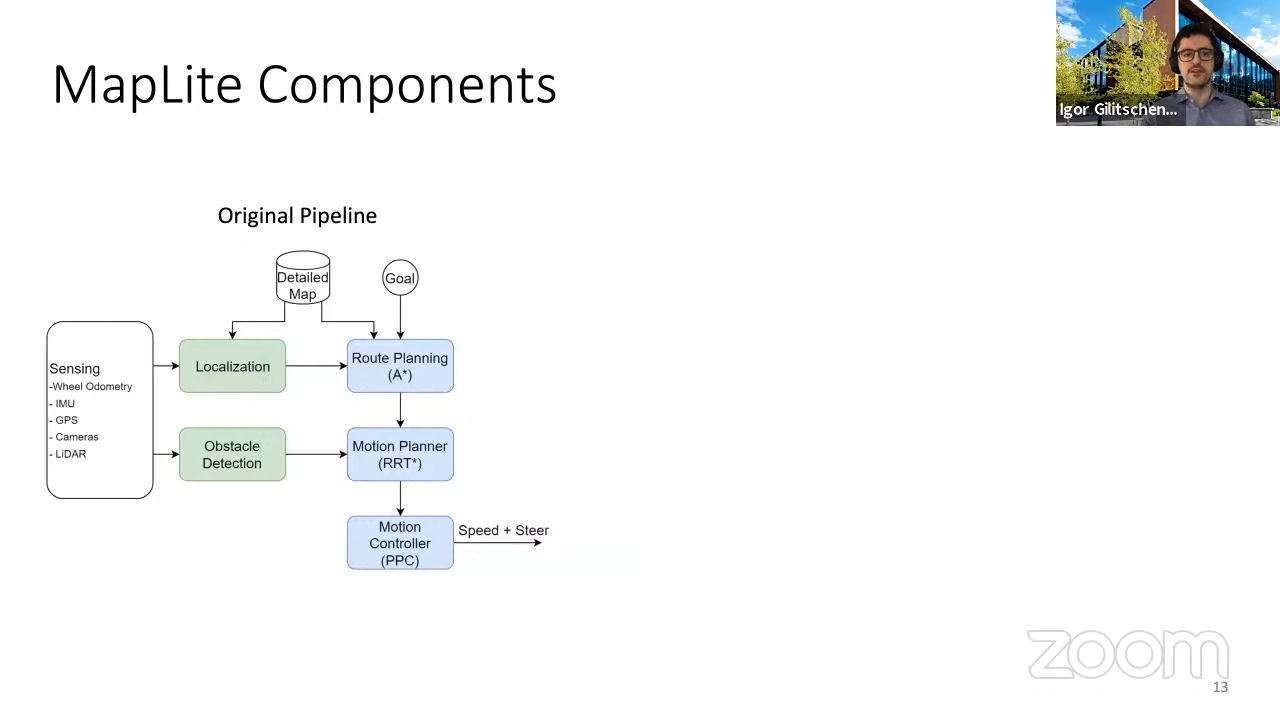 MapLite Components
Igor Gilitschen...
Original Pipeline
Detailed
Map
Goal
Sensing
-Wheel Odometry
- IMU
- GPS
- Cameras
- LiDAR
Localization
Route Planning
(A*)
Obstacle
Detection
Motion Planner
(RRT*)
Motion
Controller
(PPC)
Speed + Steer
zoom
13